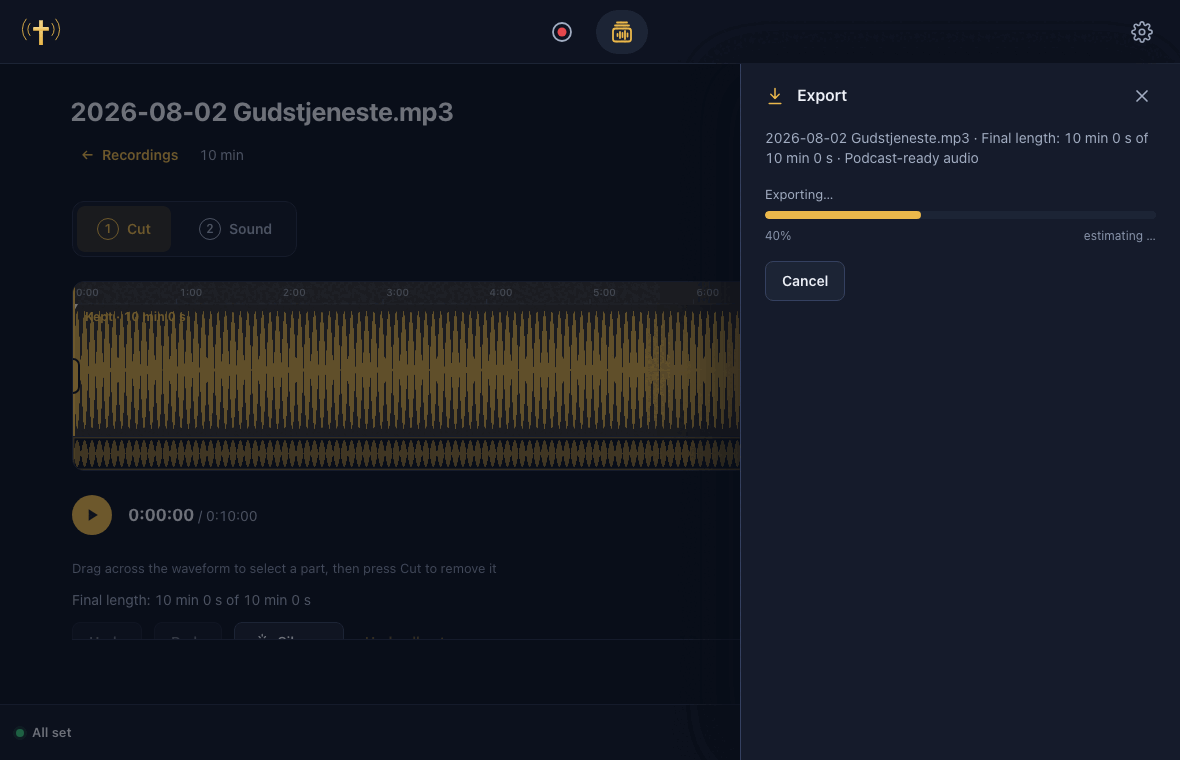 Export
2026-08-02 Gudstjeneste.mp3
2026-08-02 Gudstjeneste.mp3 · Final length: 10 min 0 s of
10 min 0 s · Podcast-ready audio
← Recordings 10 min
Exporting...
1 Cut 2 Sound
40% estimating ...
Cancel
0:00 1:00 2:00 3:00 4:00 5:00 6:00
Kept · 10 min 0 s
0:00:00 / 0:10:00
Drag across the waveform to select a part, then press Cut to remove it
Final length: 10 min 0 s of 10 min 0 s
All set